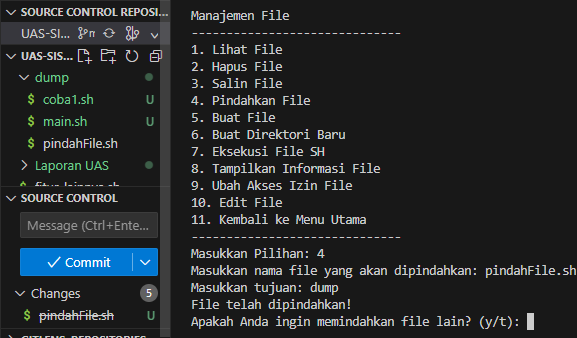 SOURCE CONTROL REPOSI...
UAS-SIS...
UAS-SIS...
dump
$ coba1.sh U
$ main.sh U
$ pindahFile.sh
Laporan UAS
SOURCE CONTROL
Message (Ctrl+Ente...
Commit
Changes 5
$ pindahFile.sh U
Manajemen File
------------------------------
1. Lihat File
2. Hapus File
3. Salin File
4. Pindahkan File
5. Buat File
6. Buat Direktori Baru
7. Eksekusi File SH
8. Tampilkan Informasi File
9. Ubah Akses Izin File
10. Edit File
11. Kembali ke Menu Utama
------------------------------
Masukkan Pilihan: 4
Masukkan nama file yang akan dipindahkan: pindahFile.sh
Masukkan tujuan: dump
File telah dipindahkan!
Apakah Anda ingin memindahkan file lain? (y/t):